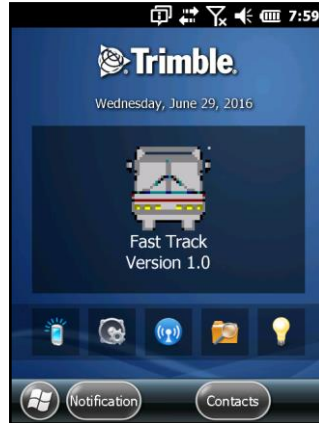 7:59
Trimble.
Wednesday, June 29, 2016
Fast Track
Version 1.0
Notification
Contacts